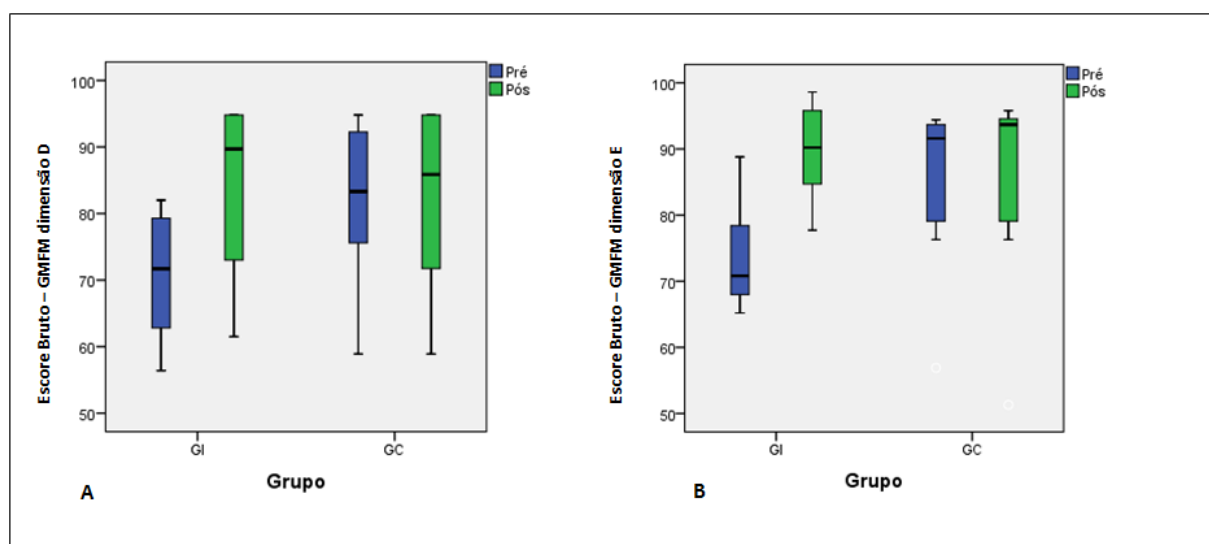 Escore Bruto – GMFM dimensão D
100
90
80
70
60
50
GI
GC
Grupo
Pré
Pós
A
Escore Bruto – GMFM dimensão E
100
90
80
70
60
50
GI
GC
Grupo
Pré
Pós
B